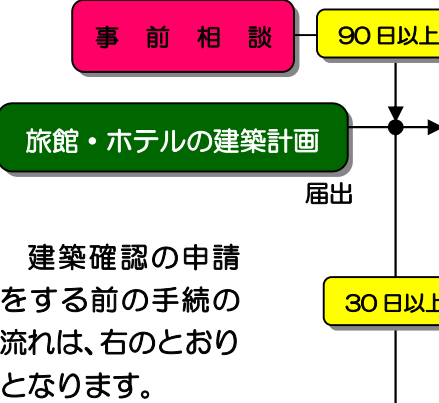 事前相談
90日以上
旅館・ホテルの建築計画
届出
建築確認の申請
をする前の手続の
流れは、右のとおり
となります。
30日以上